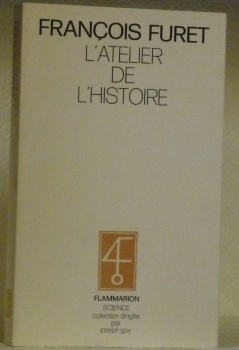 FRANÇOIS FURET
L'ATELIER
DE
L'HISTOIRE
FLAMMARION
SCIENCE
collection dirigée
par
joseph goy